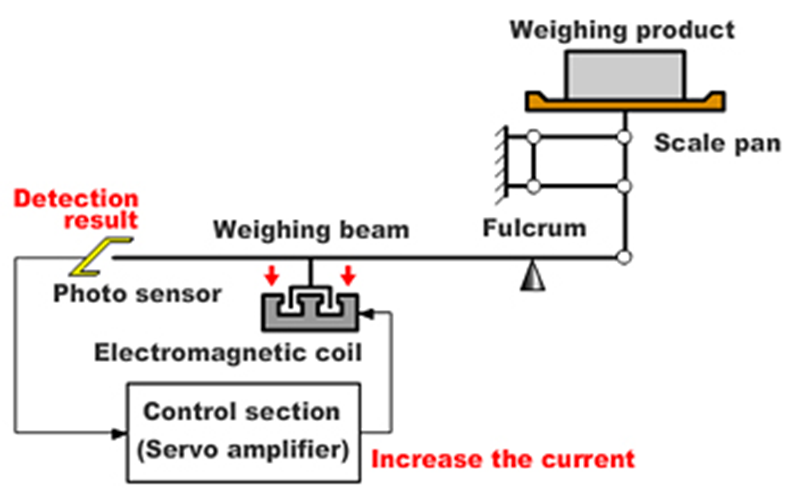 Weighing product
Scale pan
Detection
result
Weighing beam
Fulcrum
Photo sensor
Electromagnetic coil
Control section
(Servo amplifier)
Increase the current